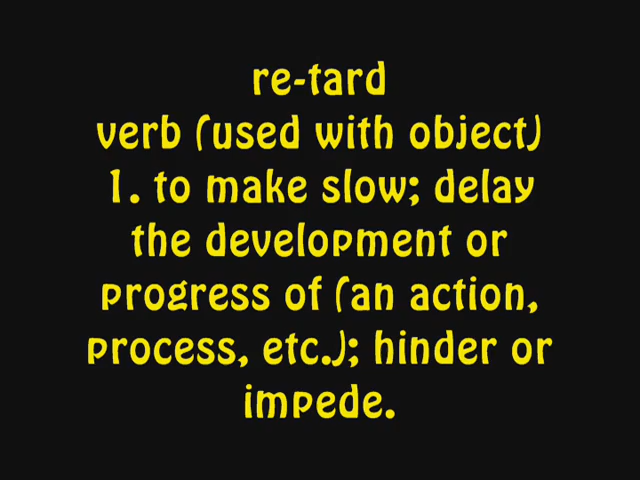 re-tard
verb (used with object)
1. to make slow; delay
the development or
progress of (an action,
process, etc.); hinder or
impede.